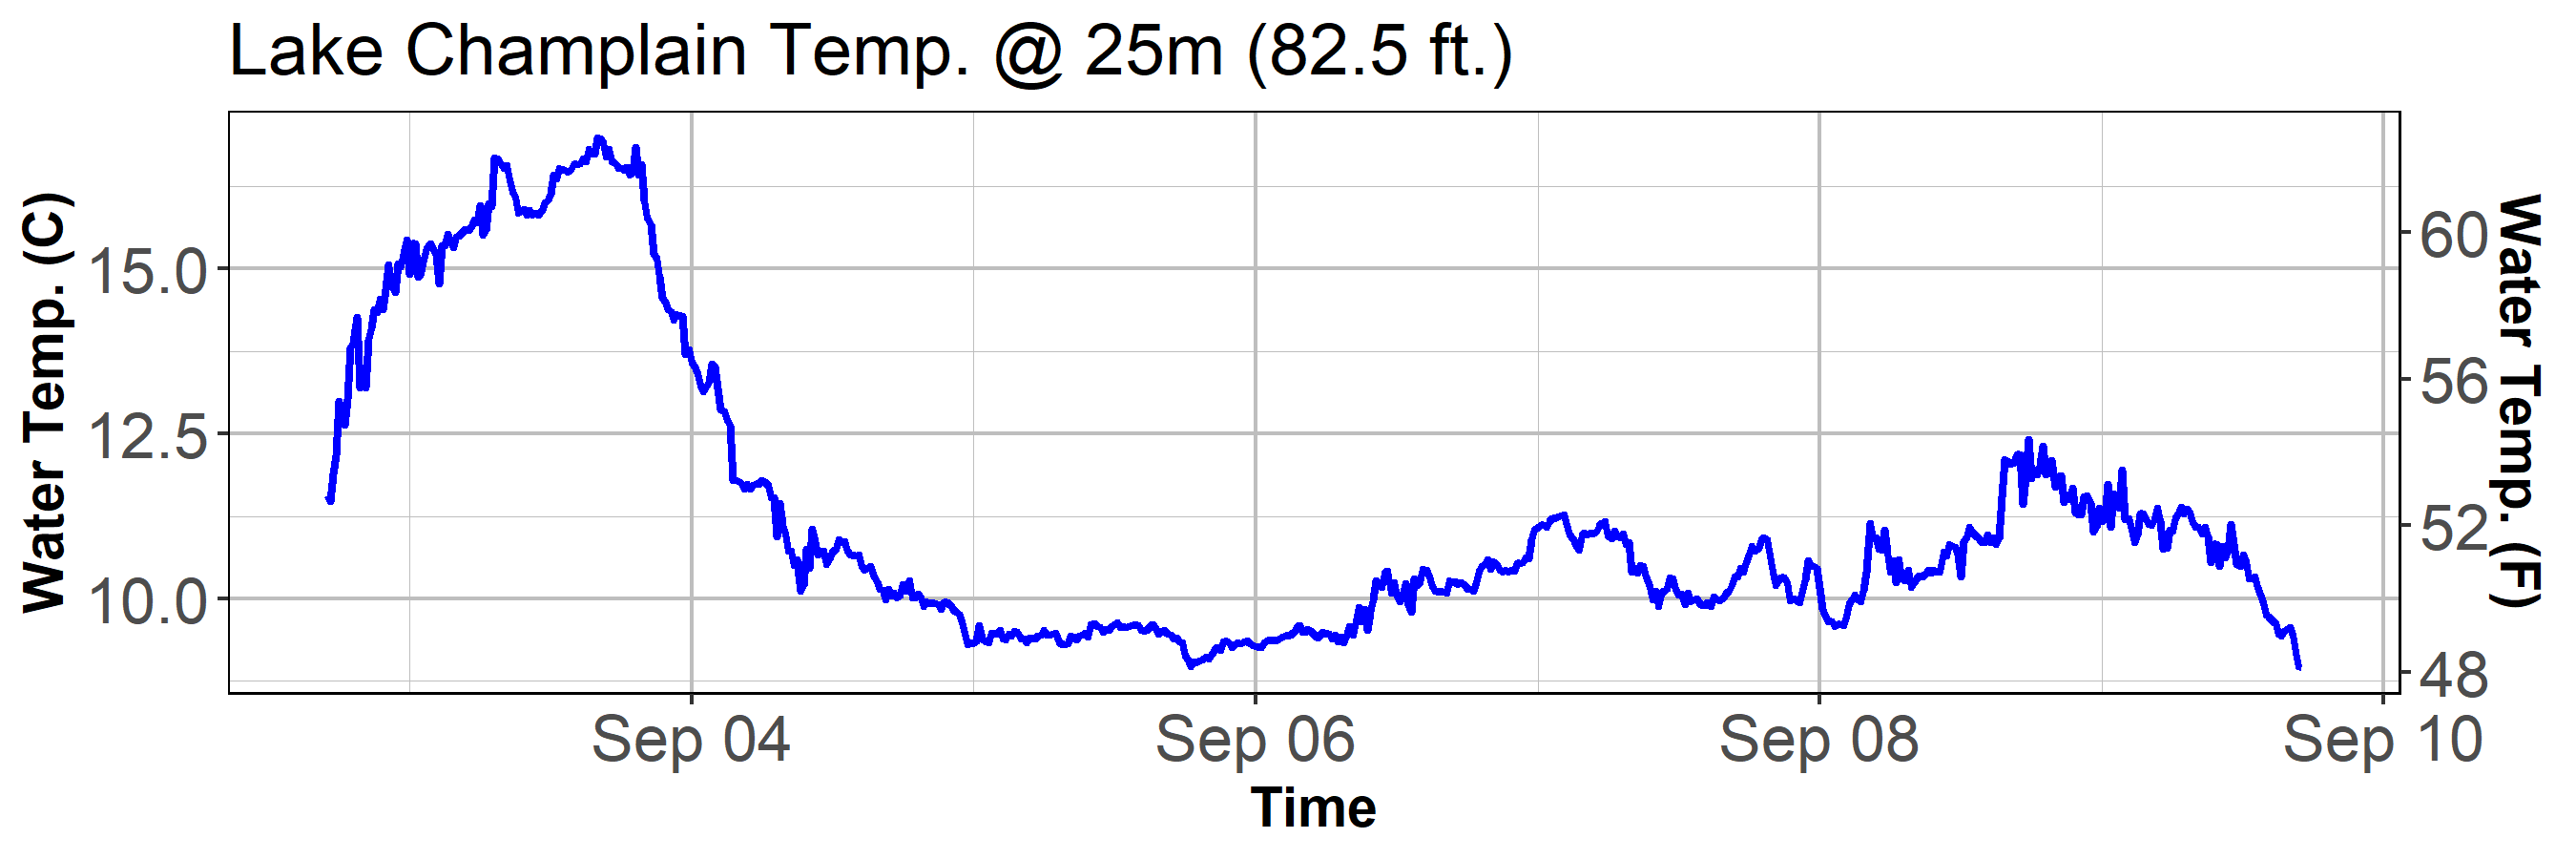 Lake Champlain Temp. @ 25m (82.5 ft.)
Water Temp. (C)
15.0
12.5
10.0
60
56
52
48
Water Temp. (F)
Sep 04 Sep 06 Sep 08 Sep 10
Time